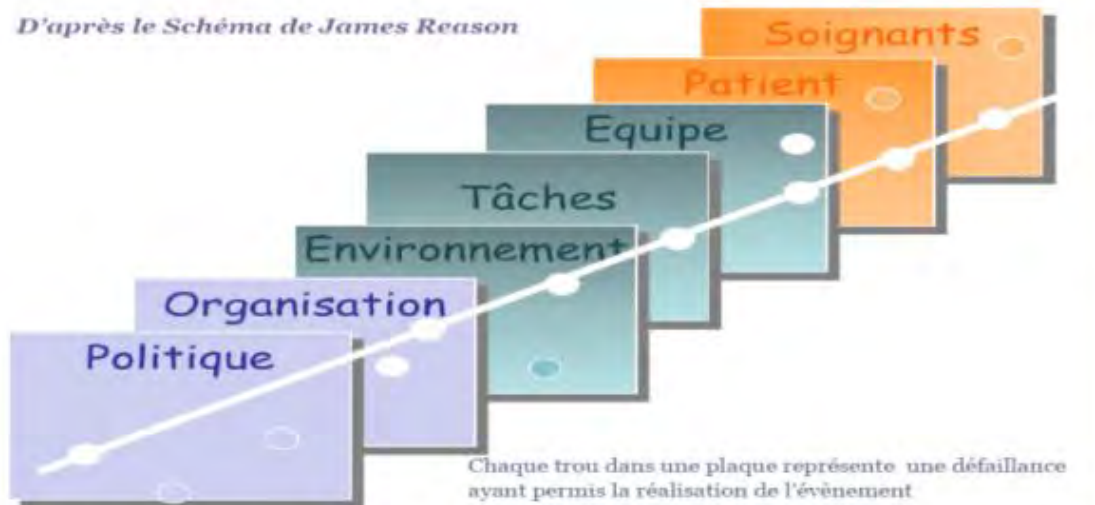 D'après le Schéma de James Reason
Soignants
Patient
Equipe
Tâches
Environnement
Organisation
Politique
Chaque trou dans une plaque représente une défaillance
ayant permis la réalisation de l'évènement